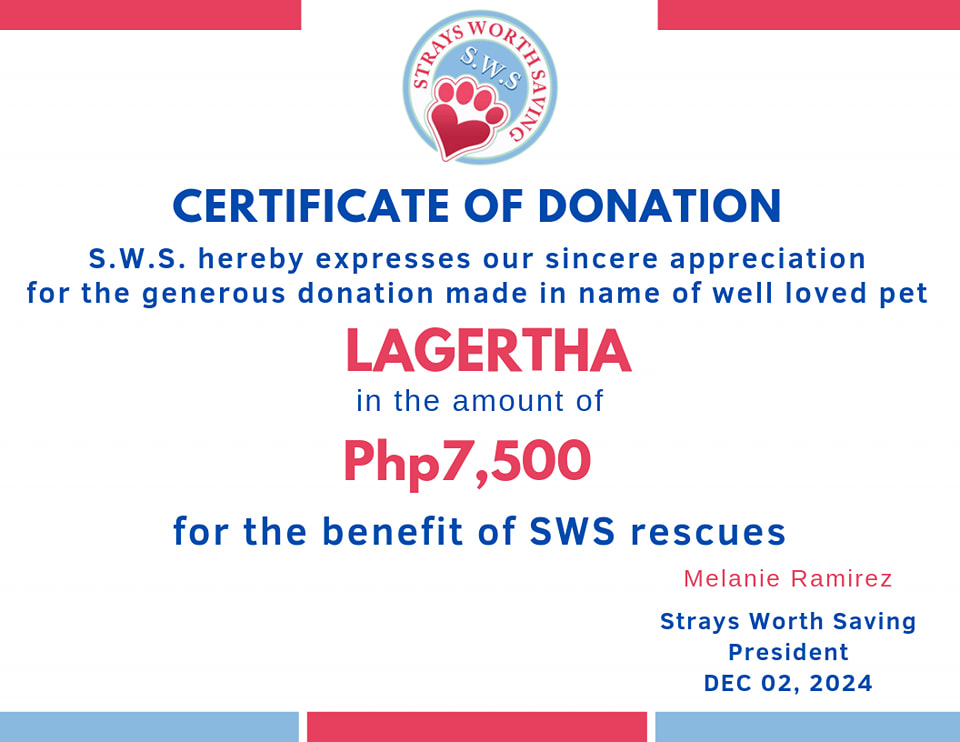 STRAYS WORTH SAVING
S.W.S
CERTIFICATE OF DONATION
S.W.S. hereby expresses our sincere appreciation
for the generous donation made in name of well loved pet
LAGERTHA
in the amount of
Php7,500
for the benefit of SWS rescues
Melanie Ramirez
Strays Worth Saving
President
DEC 02, 2024